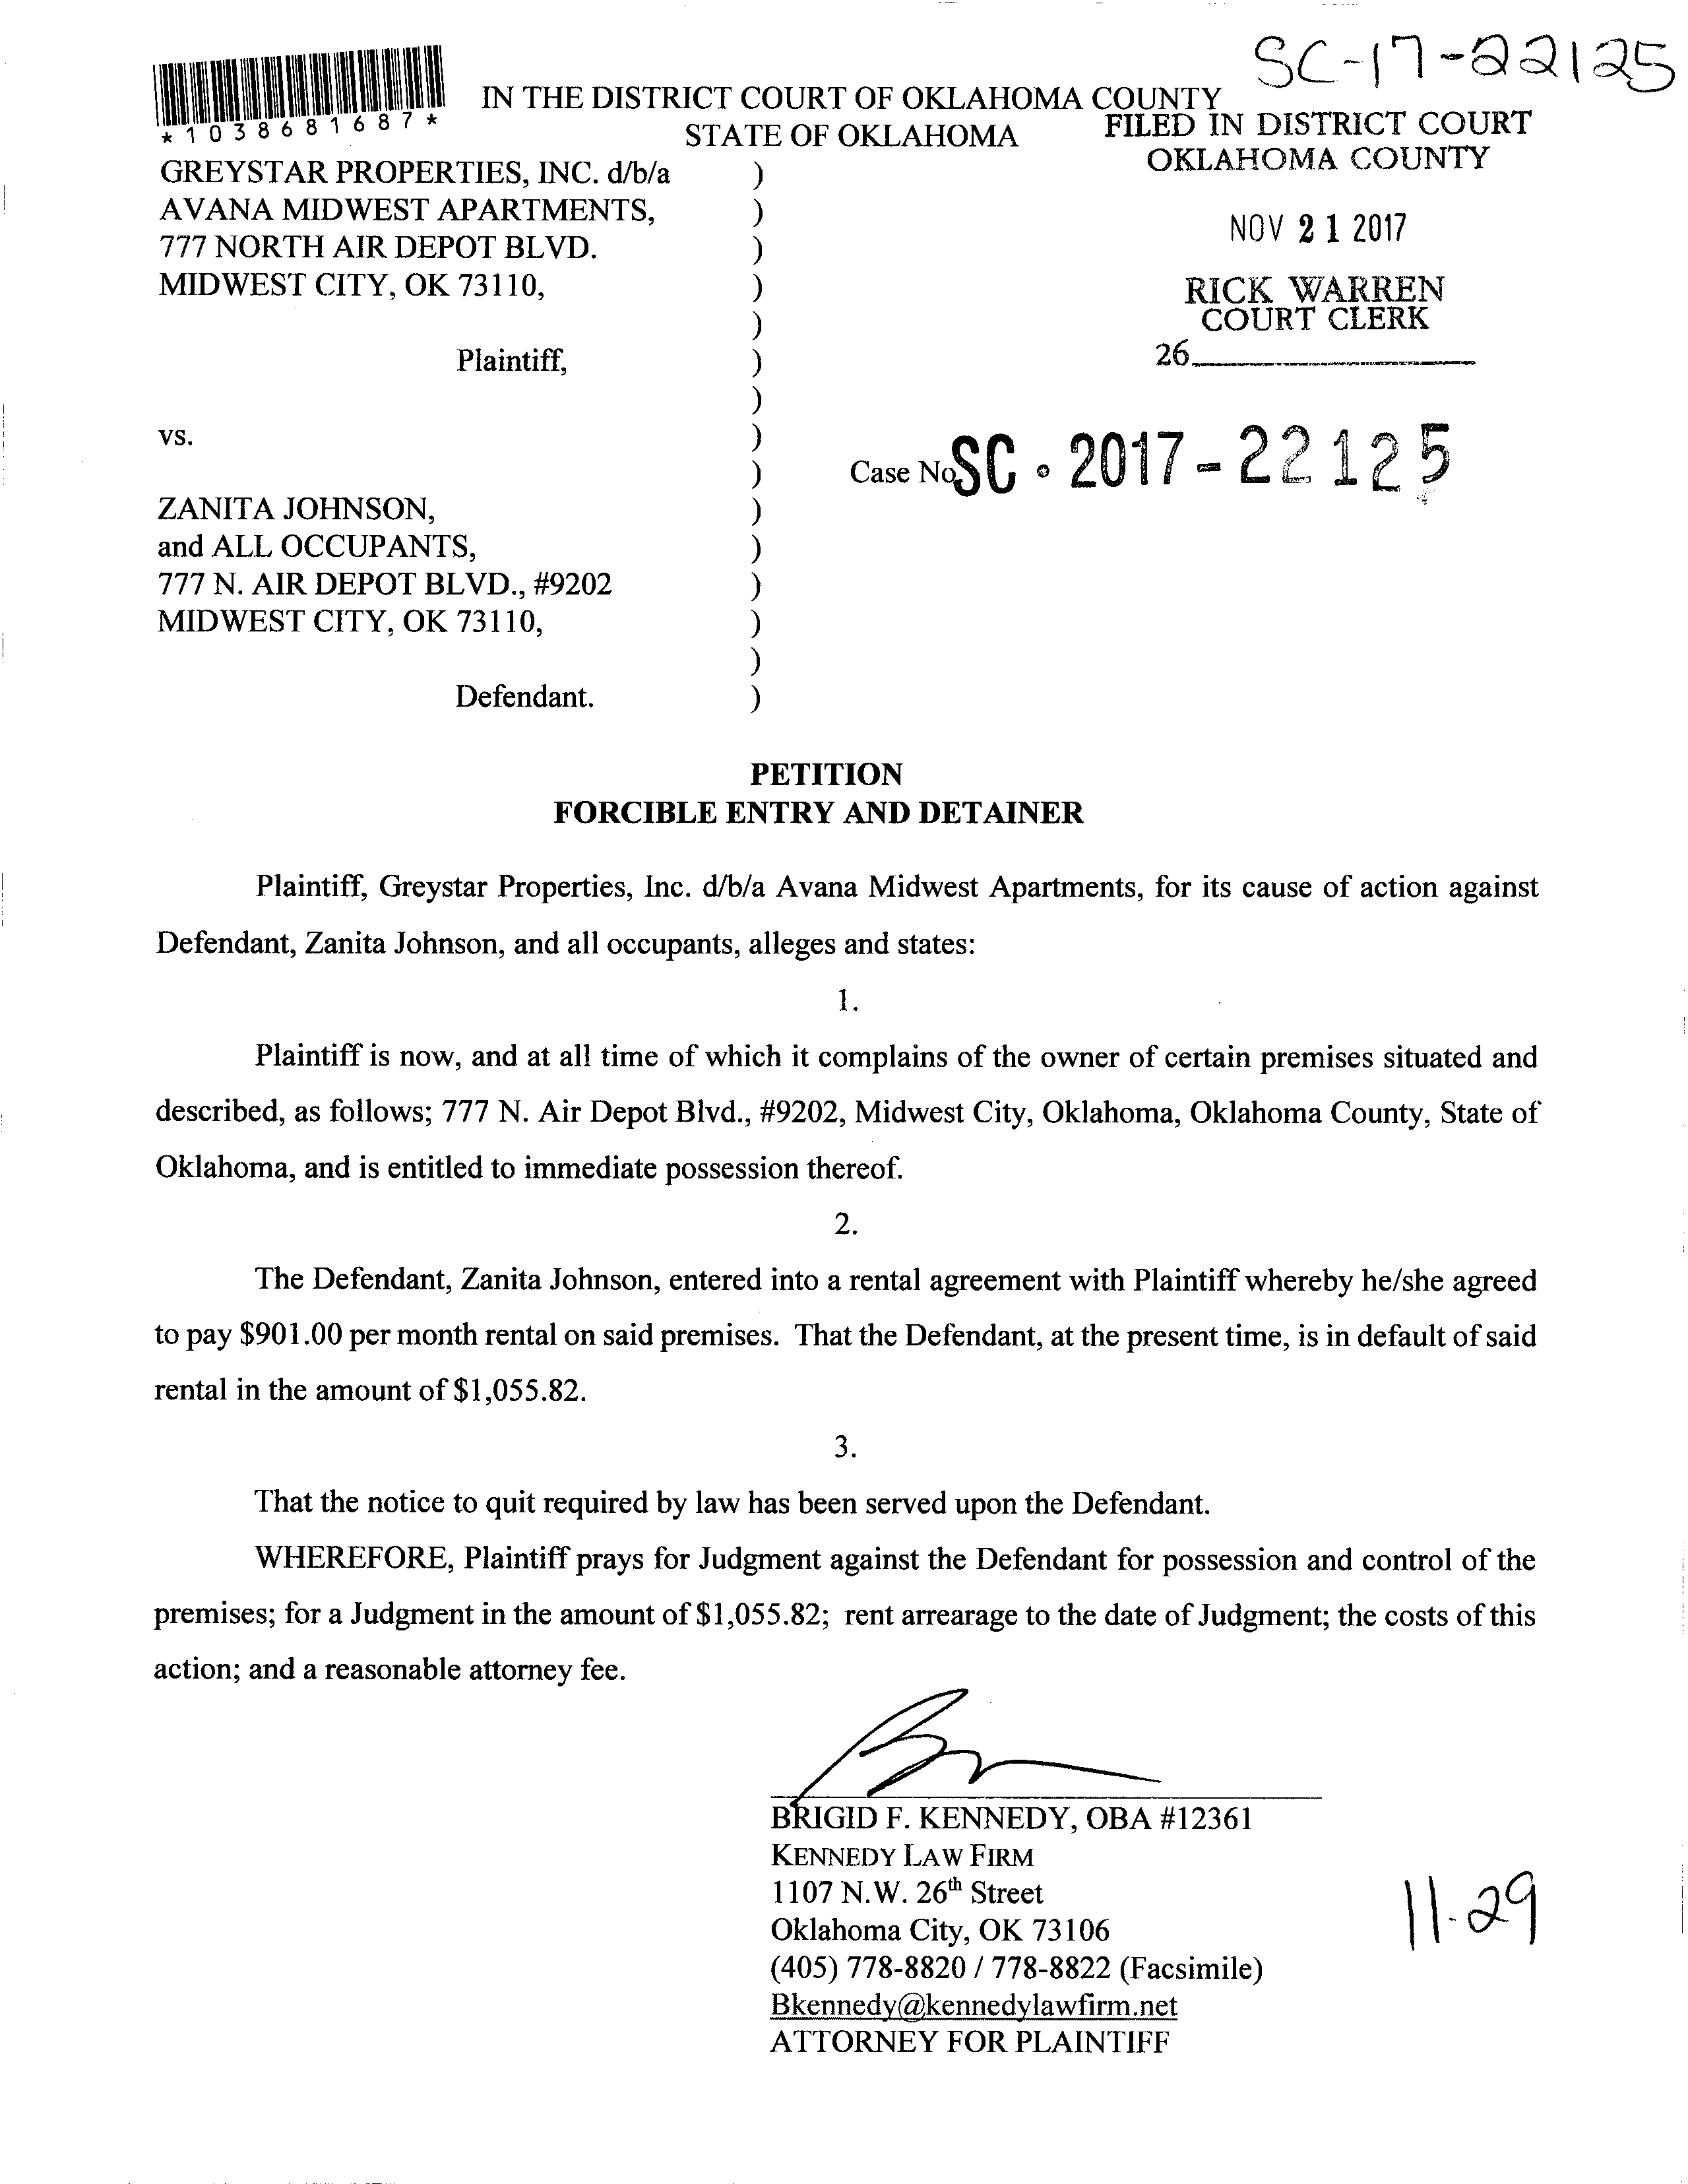 SC-17-22125
*1038681687*
IN THE DISTRICT COURT OF OKLAHOMA COUNTY
STATE OF OKLAHOMA
FILED IN DISTRICT COURT
OKLAHOMA COUNTY
NOV 21 2017
RICK WARREN
COURT CLERK
26
GREYSTAR PROPERTIES, INC. d/b/a )
AVANA MIDWEST APARTMENTS, )
777 NORTH AIR DEPOT BLVD. )
MIDWEST CITY, OK 73110, )
)
Plaintiff, )
)
vs. )
) Case No. SC - 2017 - 22125
ZANITA JOHNSON, )
and ALL OCCUPANTS, )
777 N. AIR DEPOT BLVD., #9202 )
MIDWEST CITY, OK 73110, )
)
Defendant. )
PETITION
FORCIBLE ENTRY AND DETAINER
Plaintiff, Greystar Properties, Inc. d/b/a Avana Midwest Apartments, for its cause of action against
Defendant, Zanita Johnson, and all occupants, alleges and states:
1.
Plaintiff is now, and at all time of which it complains of the owner of certain premises situated and
described, as follows; 777 N. Air Depot Blvd., #9202, Midwest City, Oklahoma, Oklahoma County, State of
Oklahoma, and is entitled to immediate possession thereof.
2.
The Defendant, Zanita Johnson, entered into a rental agreement with Plaintiff whereby he/she agreed
to pay $901.00 per month rental on said premises. That the Defendant, at the present time, is in default of said
rental in the amount of $1,055.82.
3.
That the notice to quit required by law has been served upon the Defendant.
WHEREFORE, Plaintiff prays for Judgment against the Defendant for possession and control of the
premises; for a Judgment in the amount of $1,055.82; rent arrearage to the date of Judgment; the costs of this
action; and a reasonable attorney fee.
BRIGID F. KENNEDY, OBA #12361
KENNEDY LAW FIRM
1107 N.W. 26th Street
Oklahoma City, OK 73106
(405) 778-8820 / 778-8822 (Facsimile)
Bkennedy@kennedylawfirm.net
ATTORNEY FOR PLAINTIFF
11-29